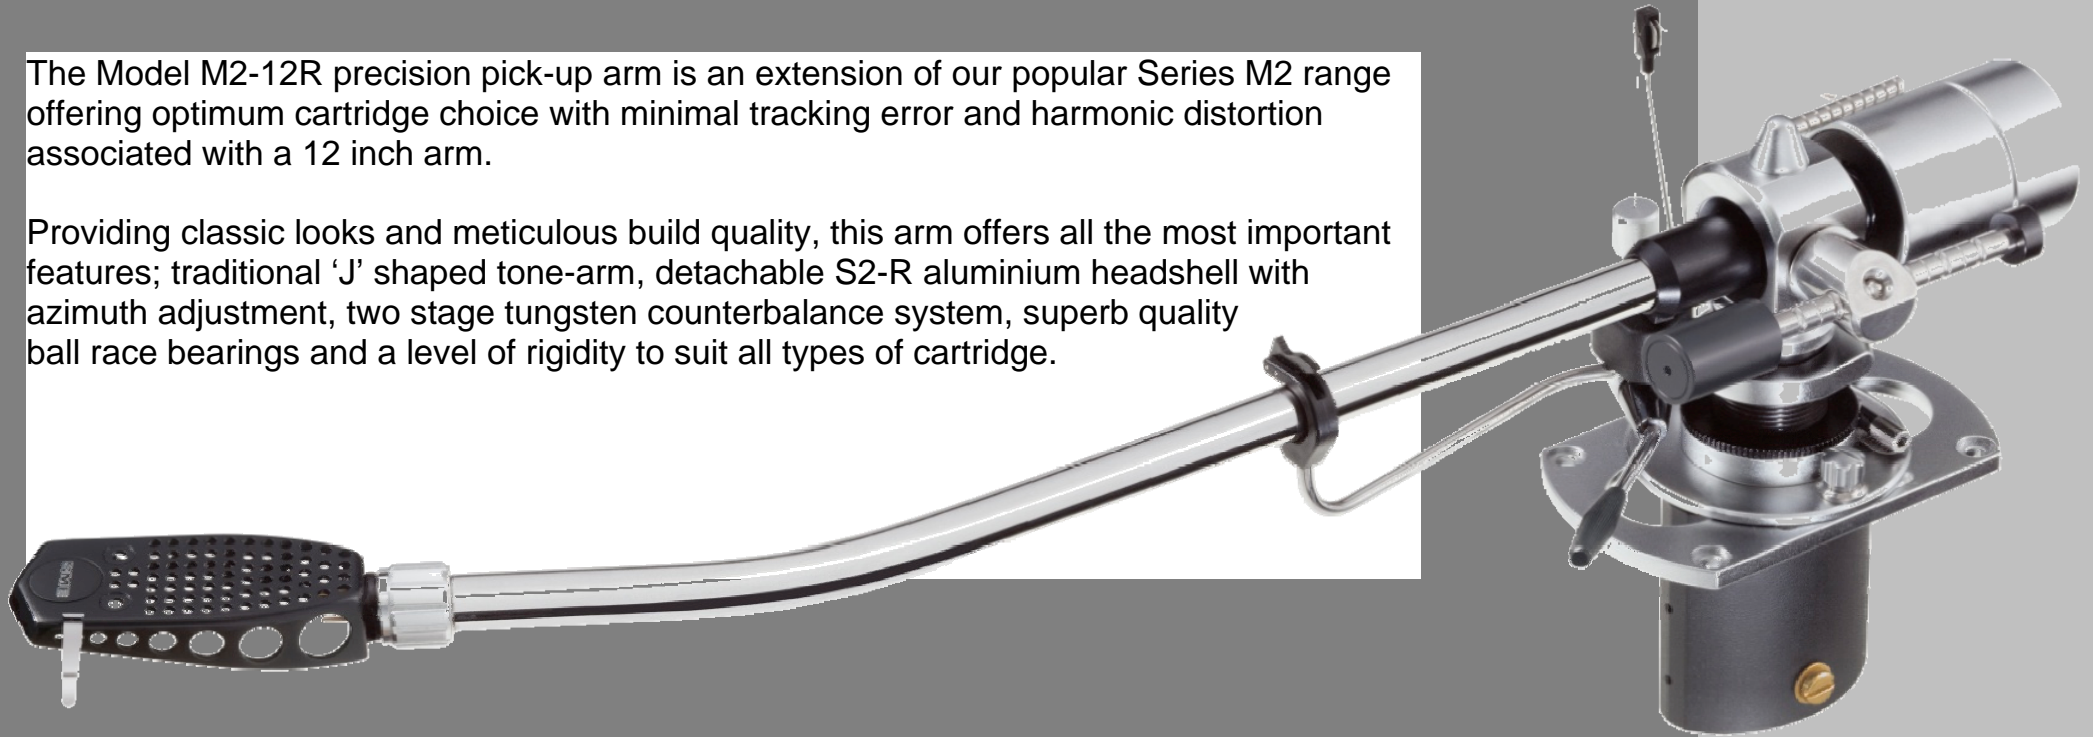 The Model M2-12R precision pick-up arm is an extension of our popular Series M2 range
offering optimum cartridge choice with minimal tracking error and harmonic distortion
associated with a 12 inch arm.
Providing classic looks and meticulous build quality, this arm offers all the most important
features; traditional ‘J’ shaped tone-arm, detachable S2-R aluminium headshell with
azimuth adjustment, two stage tungsten counterbalance system, superb quality
ball race bearings and a level of rigidity to suit all types of cartridge.
SME